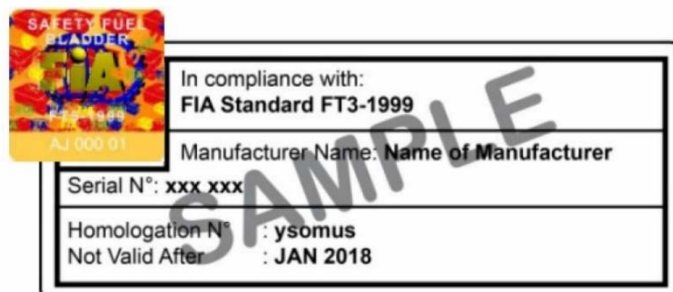 SAFETY FUEL
BLADDER
FIA
FT5-1999
AJ 000 01
In compliance with:
FIA Standard FT3-1999
Manufacturer Name: Name of Manufacturer
Serial N°: xxx xxx
Homologation N° : ysomus
Not Valid After : JAN 2018
SAMPLE